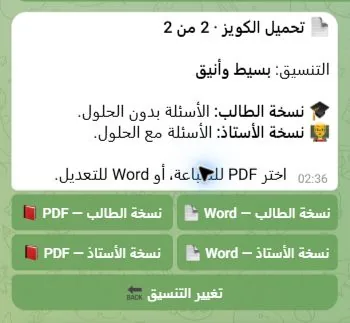 📄 تحميل الكويز · 2 من 2
التنسيق: بسيط وأنيق
🎓 نسخة الطالب: الأسئلة بدون الحلول.
👨‍🏫 نسخة الأستاذ: الأسئلة مع الحلول.
اختر PDF للطباعة، أو Word للتعديل.
02:36
نسخة الطالب — Word 📄
نسخة الطالب — PDF 📕
نسخة الأستاذ — Word 📄
نسخة الأستاذ — PDF 📕
تغيير التنسيق 🔙